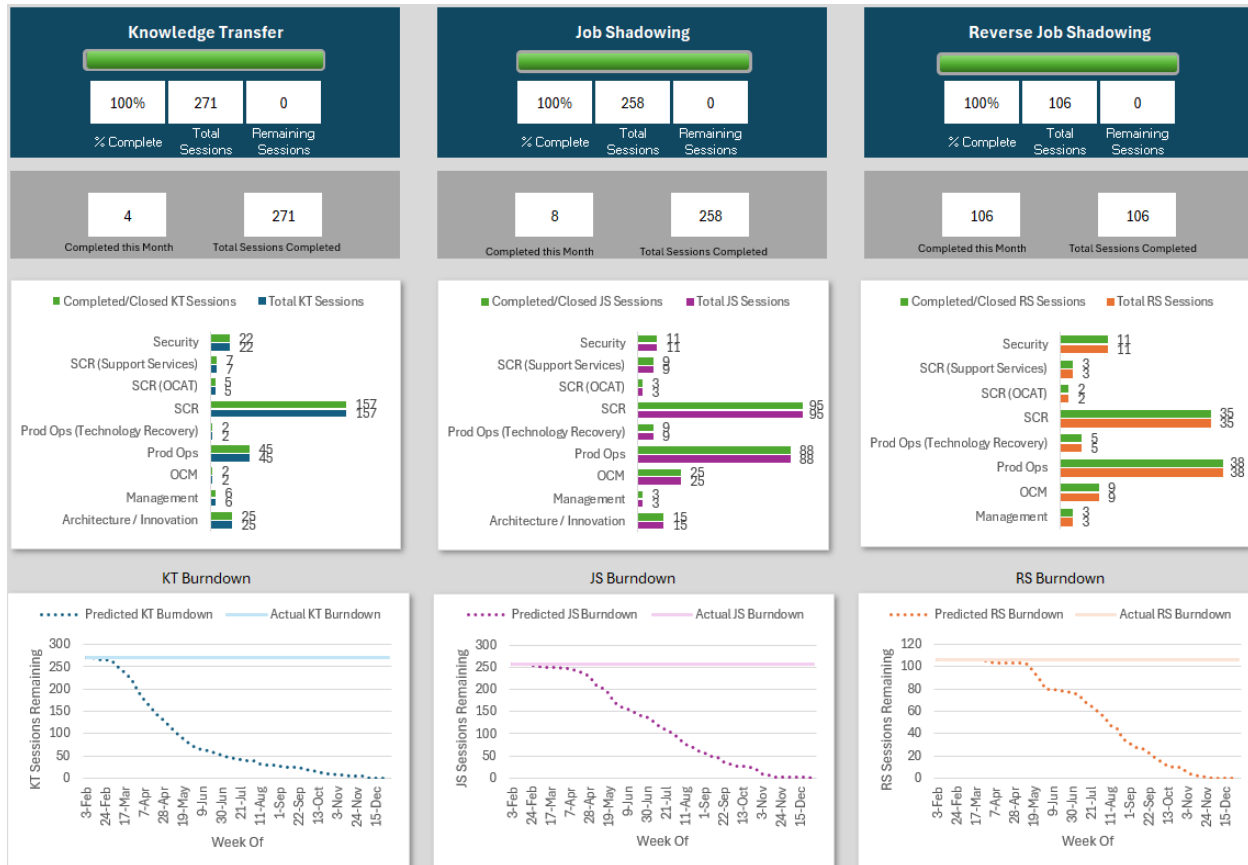 Knowledge Transfer
100% 271 0
% Complete Total Sessions Remaining Sessions
4 271
Completed this Month Total Sessions Completed
Completed/Closed KT Sessions Total KT Sessions
Security 22 22
SCR (Support Services) 7 7
SCR (OCAT) 5 5
SCR 157 157
Prod Ops (Technology Recovery) 2 2
Prod Ops 45 45
OCM 2 2
Management 6 6
Architecture / Innovation 25 25
KT Burndown
Predicted KT Burndown Actual KT Burndown
KT Sessions Remaining
300
250
200
150
100
50
0
3-Feb 24-Feb 17-Mar 7-Apr 28-Apr 19-May 9-Jun 30-Jun 21-Jul 11-Aug 1-Sep 22-Sep 13-Oct 3-Nov 24-Nov 15-Dec
Week Of
Job Shadowing
100% 258 0
% Complete Total Sessions Remaining Sessions
8 258
Completed this Month Total Sessions Completed
Completed/Closed JS Sessions Total JS Sessions
Security 11 11
SCR (Support Services) 9 9
SCR (OCAT) 3 3
SCR 95 95
Prod Ops (Technology Recovery) 9 9
Prod Ops 88 88
OCM 25 25
Management 3 3
Architecture / Innovation 15 15
JS Burndown
Predicted JS Burndown Actual JS Burndown
JS Sessions Remaining
300
250
200
150
100
50
0
3-Feb 24-Feb 17-Mar 7-Apr 28-Apr 19-May 9-Jun 30-Jun 21-Jul 11-Aug 1-Sep 22-Sep 13-Oct 3-Nov 24-Nov 15-Dec
Week Of
Reverse Job Shadowing
100% 106 0
% Complete Total Sessions Remaining Sessions
106 106
Completed this Month Total Sessions Completed
Completed/Closed RS Sessions Total RS Sessions
Security 11 11
SCR (Support Services) 3 3
SCR (OCAT) 2 2
SCR 35 35
Prod Ops (Technology Recovery) 5 5
Prod Ops 38 38
OCM 9 9
Management 3 3
RS Burndown
Predicted RS Burndown Actual RS Burndown
RS Sessions Remaining
120
100
80
60
40
20
0
3-Feb 24-Feb 17-Mar 7-Apr 28-Apr 19-May 9-Jun 30-Jun 21-Jul 11-Aug 1-Sep 22-Sep 13-Oct 3-Nov 24-Nov 15-Dec
Week Of